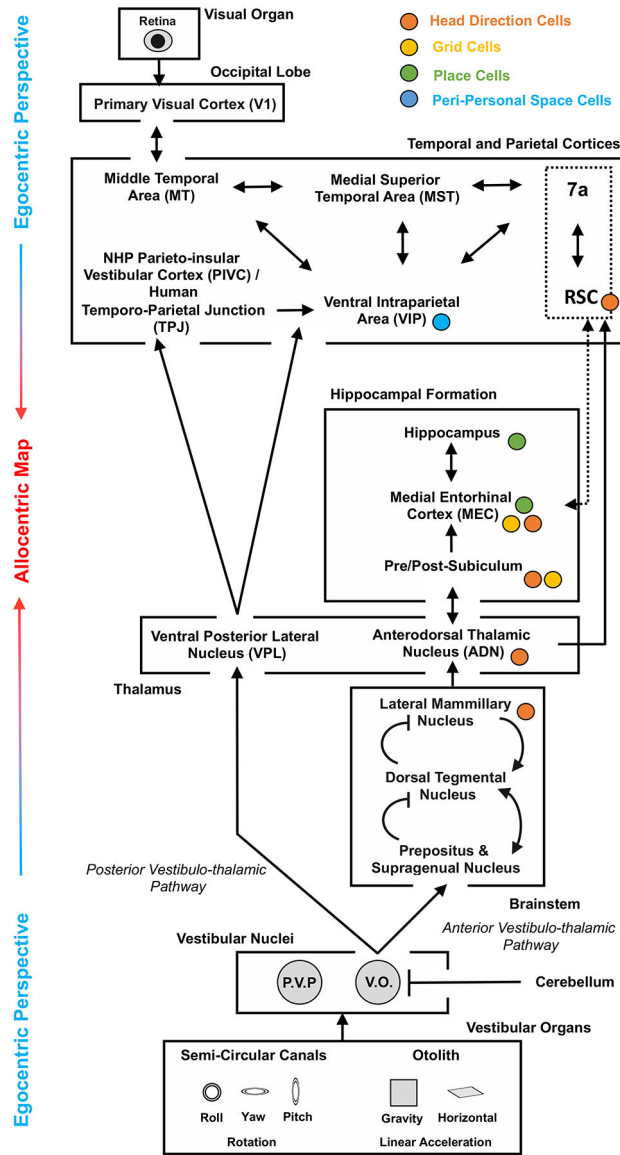 Visual Organ
Retina
Head Direction Cells
Grid Cells
Place Cells
Peri-Personal Space Cells
Occipital Lobe
Primary Visual Cortex (V1)
Egocentric Perspective
Temporal and Parietal Cortices
Middle Temporal
Area (MT)
Medial Superior
Temporal Area (MST)
7a
NHP Parieto-insular
Vestibular Cortex (PIVC) /
Human
Temporo-Parietal Junction
(TPJ)
Ventral Intraparietal
Area (VIP)
RSC
Hippocampal Formation
Hippocampus
Medial Entorhinal
Cortex (MEC)
Pre/Post-Subiculum
Allocentric Map
Ventral Posterior Lateral
Nucleus (VPL)
Anterodorsal Thalamic
Nucleus (ADN)
Thalamus
Lateral Mammillary
Nucleus
Dorsal Tegmental
Nucleus
Prepositus &
Supragenual Nucleus
Brainstem
Posterior Vestibulo-thalamic
Pathway
Anterior Vestibulo-thalamic
Pathway
Egocentric Perspective
Vestibular Nuclei
P.V.P
V.O.
Cerebellum
Vestibular Organs
Semi-Circular Canals
Otolith
Roll
Yaw
Pitch
Gravity
Horizontal
Rotation
Linear Acceleration